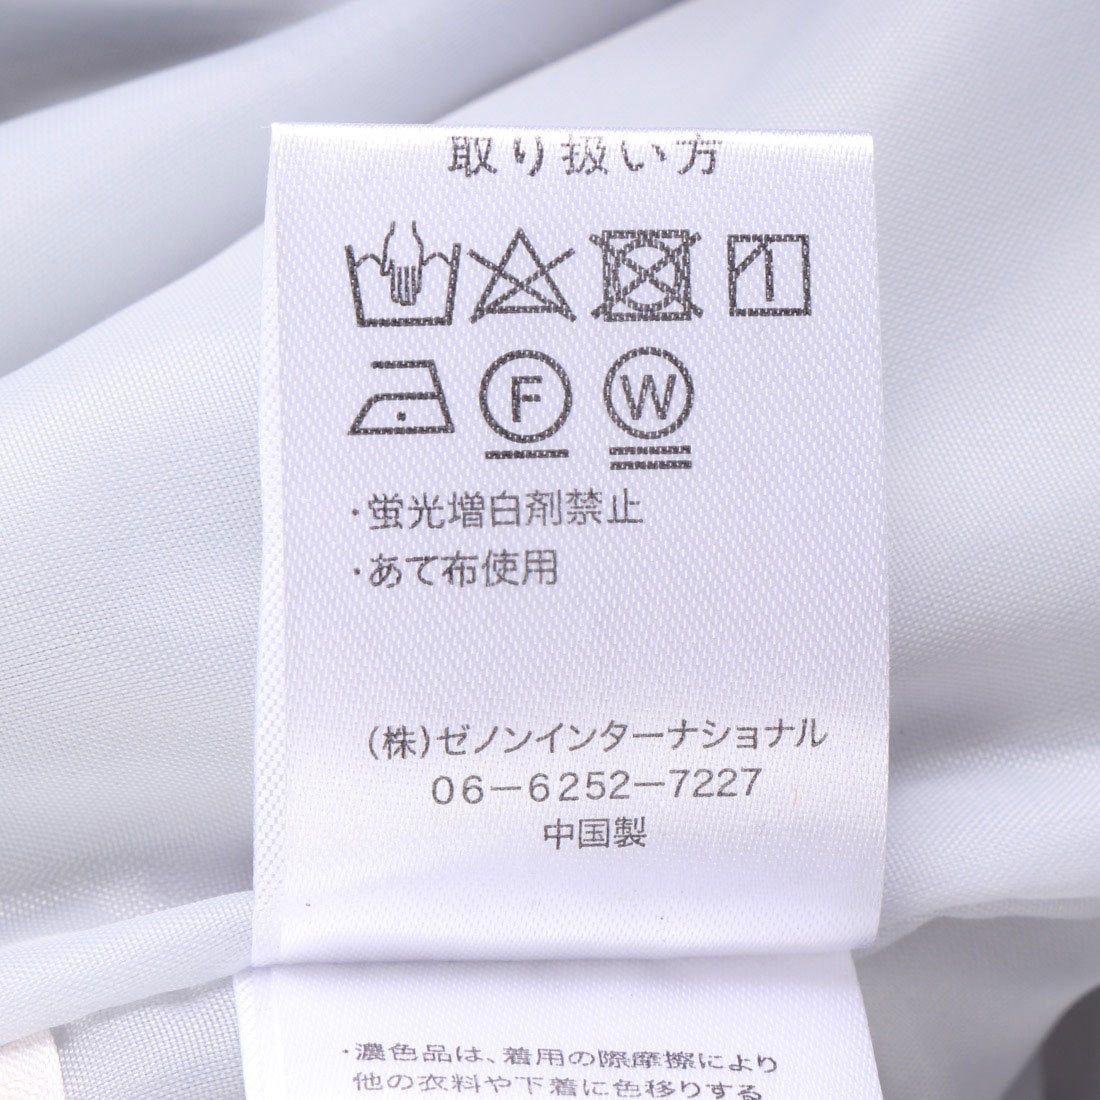 取り扱い方
F W
・蛍光増白剤禁止
・あて布使用
(株)ゼノンインターナショナル
06-6252-7227
中国製
・濃色品は、着用の際摩擦により
他の衣料や下着に色移りする